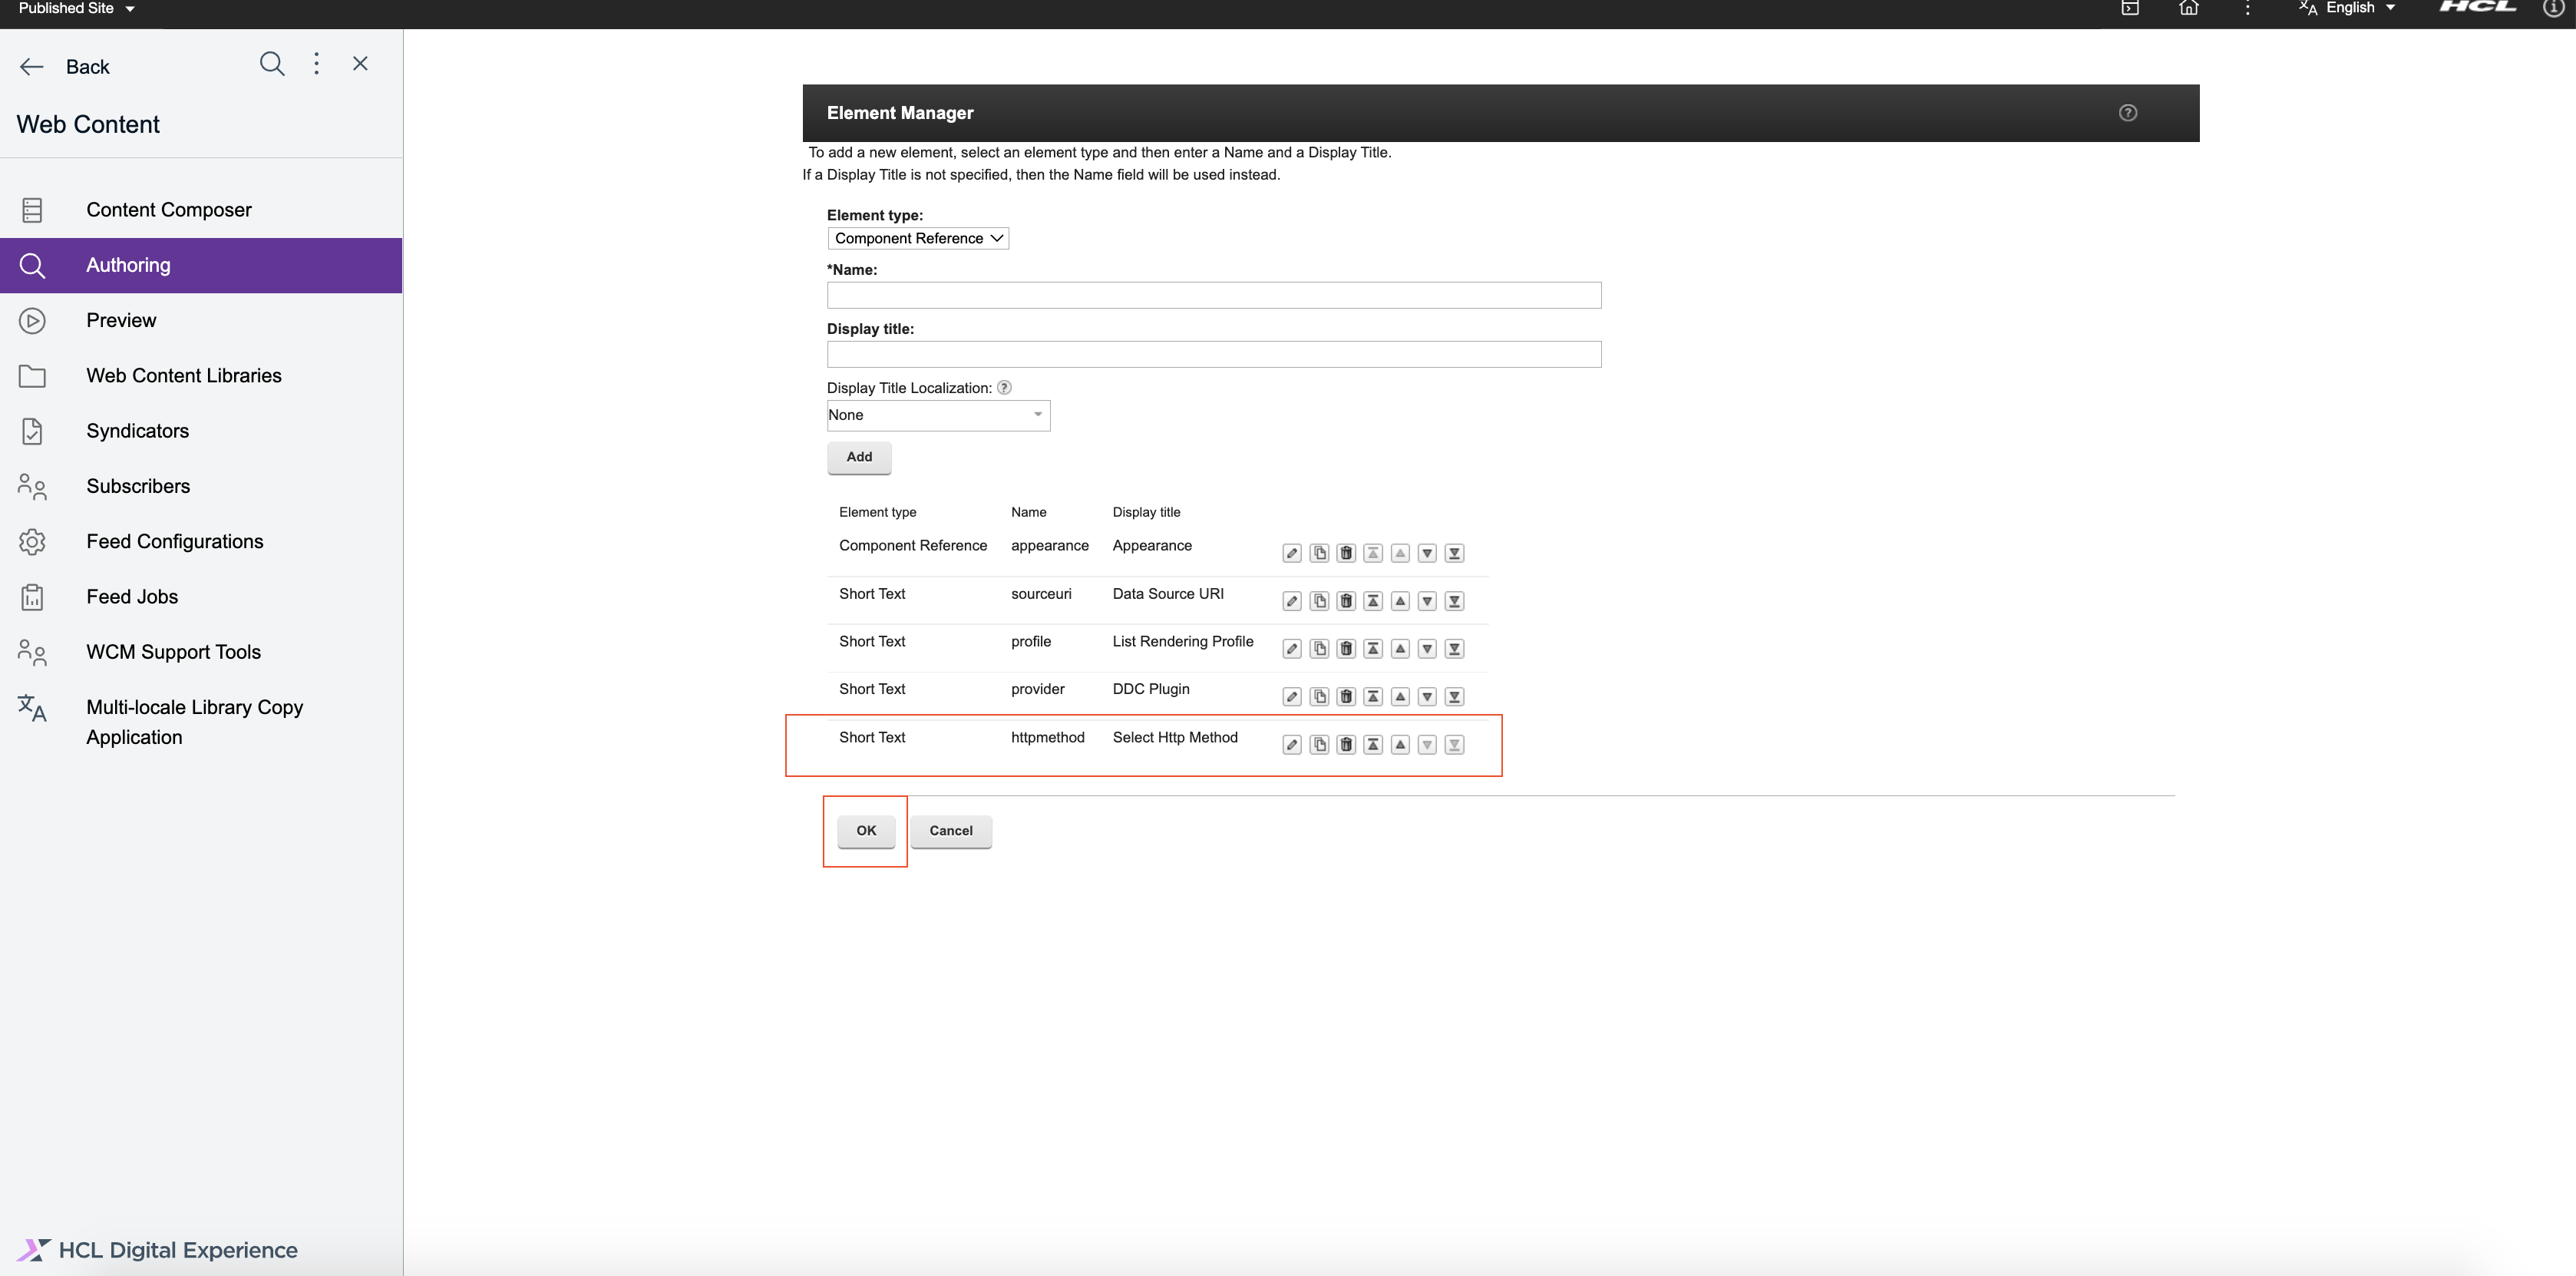 Published Site
English
HCL
Back
Web Content
Content Composer
Authoring
Preview
Web Content Libraries
Syndicators
Subscribers
Feed Configurations
Feed Jobs
WCM Support Tools
Multi-locale Library Copy
Application
HCL Digital Experience
Element Manager
To add a new element, select an element type and then enter a Name and a Display Title.
If a Display Title is not specified, then the Name field will be used instead.
Element type:
Component Reference
*Name:
Display title:
Display Title Localization:
None
Add
Element type Name Display title
Component Reference appearance Appearance
Short Text sourceuri Data Source URI
Short Text profile List Rendering Profile
Short Text provider DDC Plugin
Short Text httpmethod Select Http Method
OK Cancel